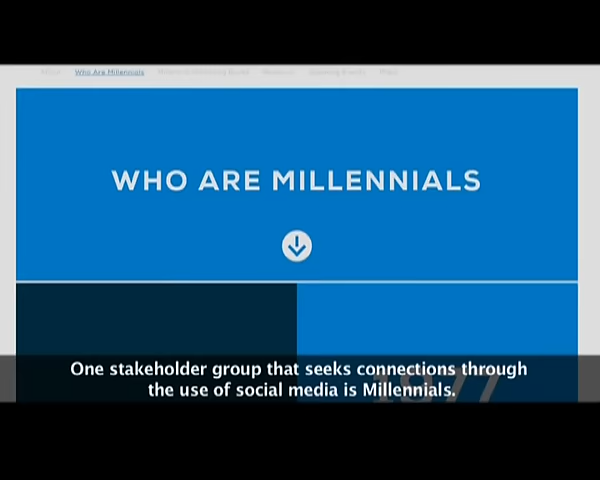 Who Are Millennials
WHO ARE MILLENNIALS
1977
One stakeholder group that seeks connections through
the use of social media is Millennials.